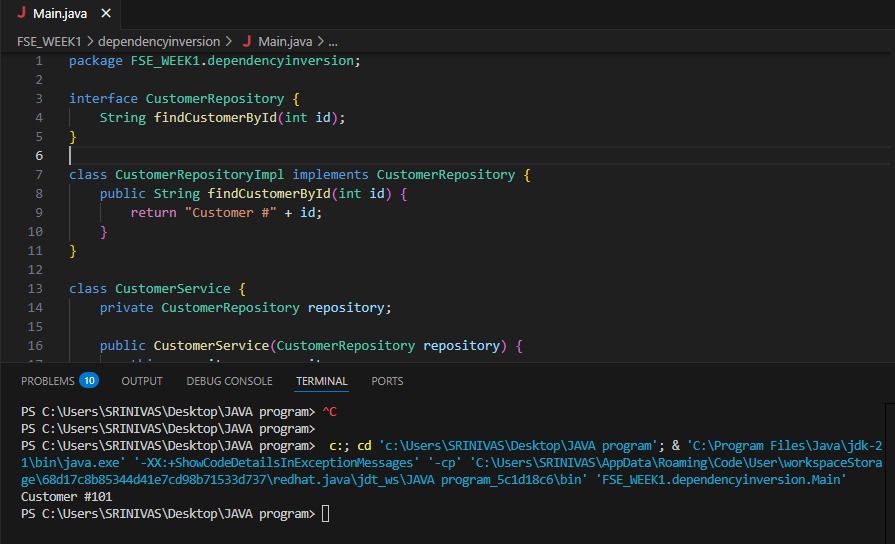 Main.java
FSE_WEEK1 > dependencyinversion > Main.java > ...
1 package FSE_WEEK1.dependencyinversion;
2
3 interface CustomerRepository {
4 String findCustomerById(int id);
5 }
6
7 class CustomerRepositoryImpl implements CustomerRepository {
8 public String findCustomerById(int id) {
9 return "Customer #" + id;
10 }
11 }
12
13 class CustomerService {
14 private CustomerRepository repository;
15
16 public CustomerService(CustomerRepository repository) {
PROBLEMS 10 OUTPUT DEBUG CONSOLE TERMINAL PORTS
PS C:\Users\SRINIVAS\Desktop\JAVA program> ^C
PS C:\Users\SRINIVAS\Desktop\JAVA program>
PS C:\Users\SRINIVAS\Desktop\JAVA program>  c:; cd 'c:\Users\SRINIVAS\Desktop\JAVA program'; & 'C:\Program Files\Java\jdk-2
1\bin\java.exe' '-XX:+ShowCodeDetailsInExceptionMessages' '-cp' 'C:\Users\SRINIVAS\AppData\Roaming\Code\User\workspaceStora
ge\68d17c8b85344d41e7cd98b71533d737\redhat.java\jdt_ws\JAVA program_5c1d18c6\bin' 'FSE_WEEK1.dependencyinversion.Main'
Customer #101
PS C:\Users\SRINIVAS\Desktop\JAVA program>